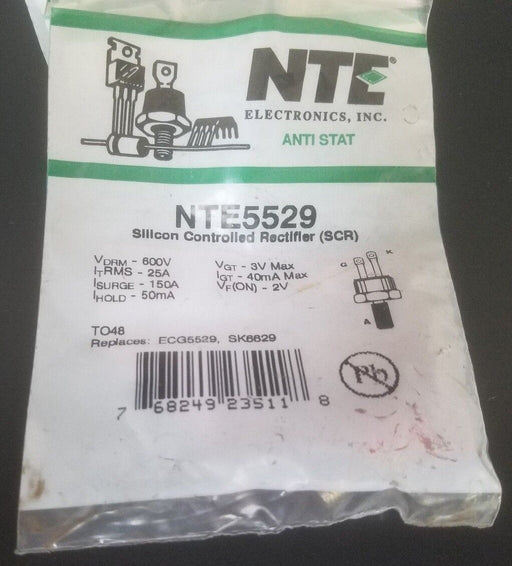 NTE®
ELECTRONICS, INC.
ANTI STAT
NTE5529
Silicon Controlled Rectifier (SCR)
VDRM - 600V
ITRMS - 25A
ISURGE - 150A
IHOLD - 50mA
VGT - 3V Max
IGT - 40mA Max
VF(ON) - 2V
G K
A
TO48
Replaces: ECG5529, SK6629
Pb
7 68249 23511 8